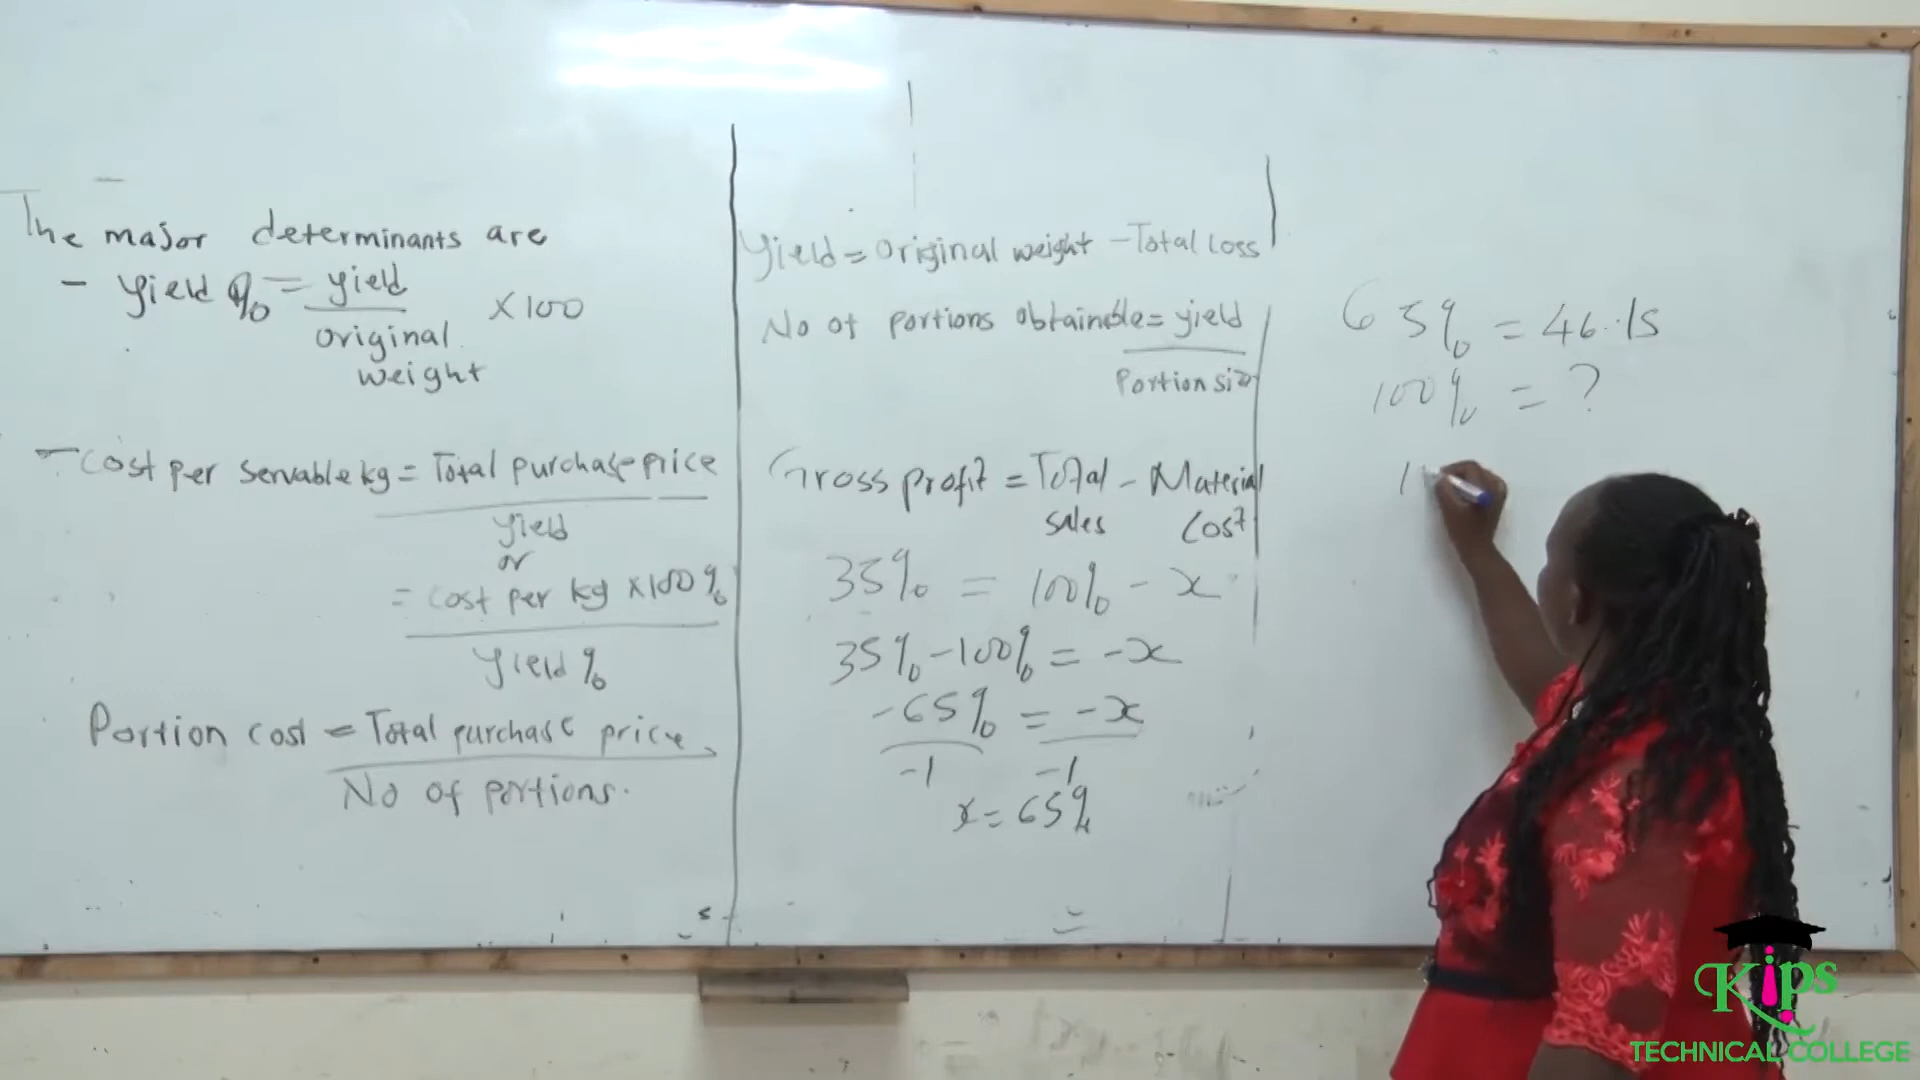 The major determinants are
- Yield % = yield × 100
original
weight
- Cost per servable kg = Total purchase price
yield
or
= cost per kg × 100%
Yield %
Portion cost = Total purchase price
No of portions.
Yield = Original weight - Total loss
No of portions obtainable = yield
Portion size
Gross profit = Total - Material
sales cost
35% = 100% - x
35% - 100% = -x
-65% = -x
-1 -1
x = 65%
65% = 46.15
100% = ?
1
Kips
TECHNICAL COLLEGE